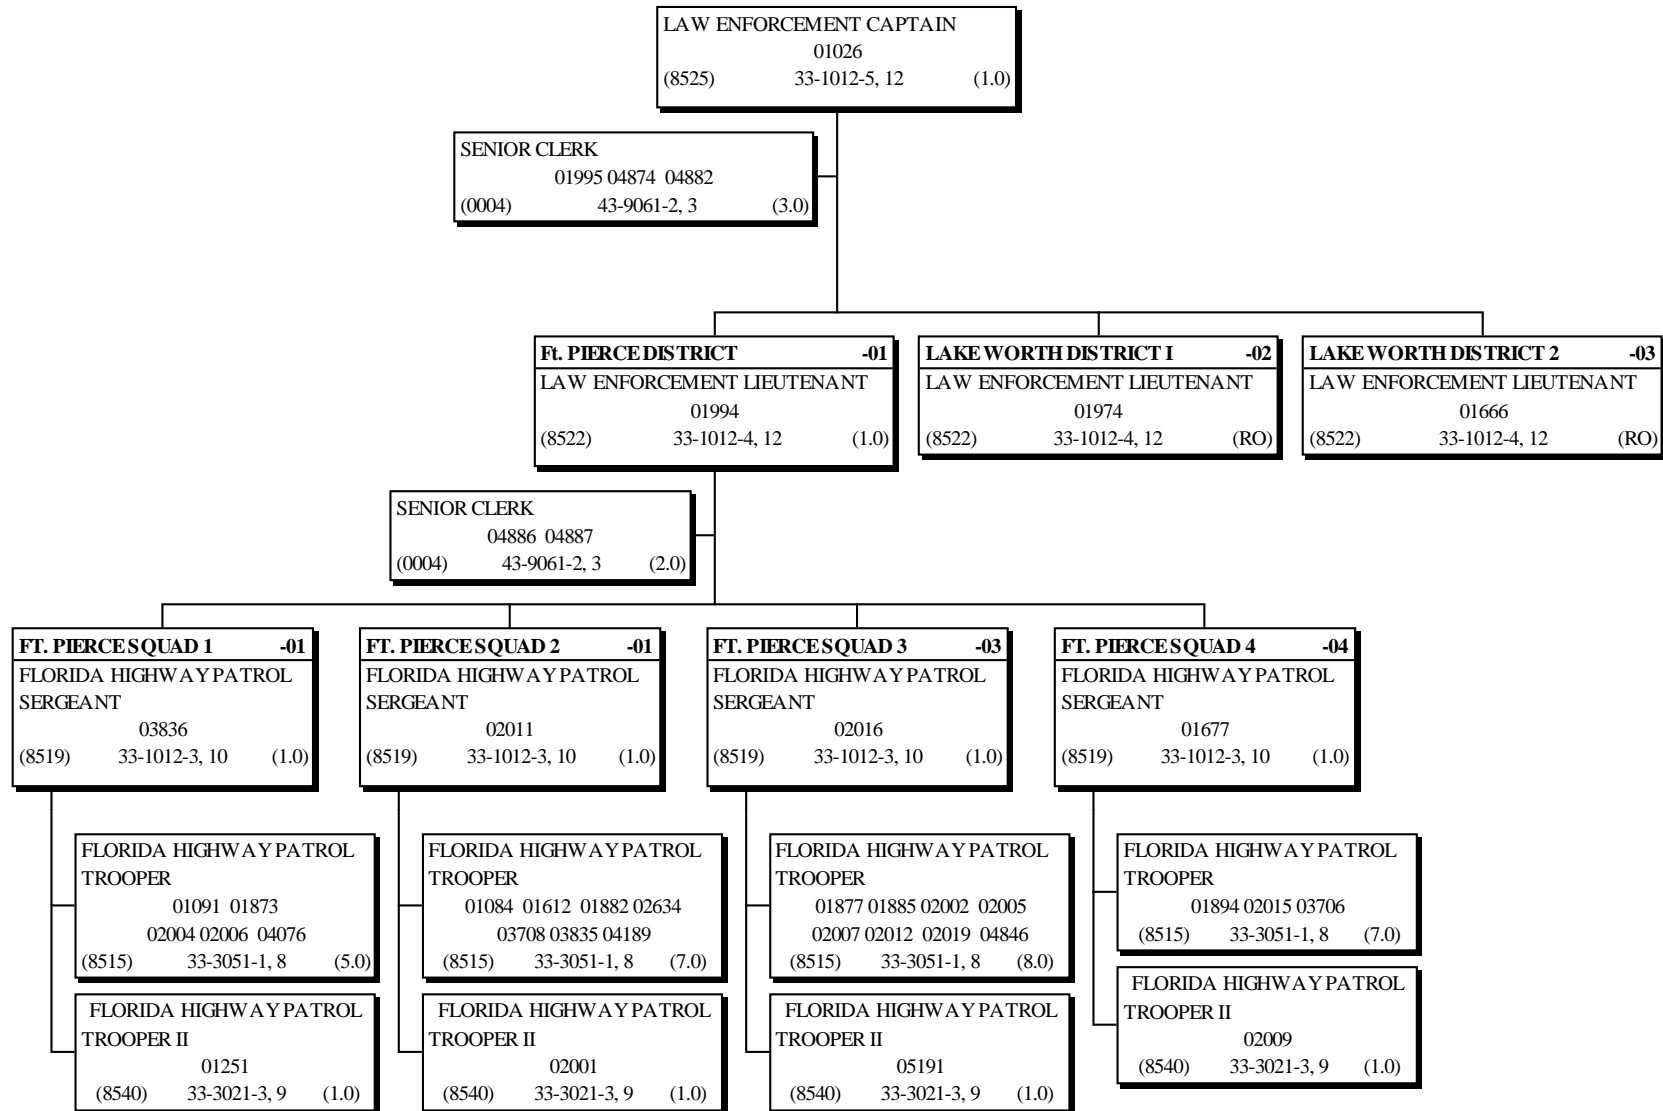 LAW ENFORCEMENT CAPTAIN
01026
(8525) 33-1012-5, 12 (1.0)
SENIOR CLERK
01995 04874 04882
(0004) 43-9061-2, 3 (3.0)
Ft. PIERCE DISTRICT -01
LAW ENFORCEMENT LIEUTENANT
01994
(8522) 33-1012-4, 12 (1.0)
LAKE WORTH DISTRICT I -02
LAW ENFORCEMENT LIEUTENANT
01974
(8522) 33-1012-4, 12 (RO)
LAKE WORTH DISTRICT 2 -03
LAW ENFORCEMENT LIEUTENANT
01666
(8522) 33-1012-4, 12 (RO)
SENIOR CLERK
04886 04887
(0004) 43-9061-2, 3 (2.0)
FT. PIERCE SQUAD 1 -01
FLORIDA HIGHWAY PATROL
SERGEANT
03836
(8519) 33-1012-3, 10 (1.0)
FLORIDA HIGHWAY PATROL
TROOPER
01091 01873
02004 02006 04076
(8515) 33-3051-1, 8 (5.0)
FLORIDA HIGHWAY PATROL
TROOPER II
01251
(8540) 33-3021-3, 9 (1.0)
FT. PIERCE SQUAD 2 -01
FLORIDA HIGHWAY PATROL
SERGEANT
02011
(8519) 33-1012-3, 10 (1.0)
FLORIDA HIGHWAY PATROL
TROOPER
01084 01612 01882 02634
03708 03835 04189
(8515) 33-3051-1, 8 (7.0)
FLORIDA HIGHWAY PATROL
TROOPER II
02001
(8540) 33-3021-3, 9 (1.0)
FT. PIERCE SQUAD 3 -03
FLORIDA HIGHWAY PATROL
SERGEANT
02016
(8519) 33-1012-3, 10 (1.0)
FLORIDA HIGHWAY PATROL
TROOPER
01877 01885 02002 02005
02007 02012 02019 04846
(8515) 33-3051-1, 8 (8.0)
FLORIDA HIGHWAY PATROL
TROOPER II
05191
(8540) 33-3021-3, 9 (1.0)
FT. PIERCE SQUAD 4 -04
FLORIDA HIGHWAY PATROL
SERGEANT
01677
(8519) 33-1012-3, 10 (1.0)
FLORIDA HIGHWAY PATROL
TROOPER
01894 02015 03706
(8515) 33-3051-1, 8 (7.0)
FLORIDA HIGHWAY PATROL
TROOPER II
02009
(8540) 33-3021-3, 9 (1.0)